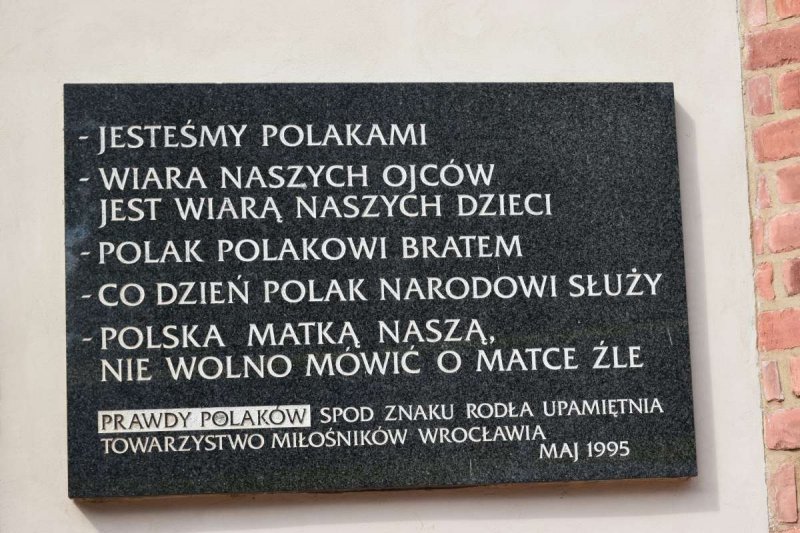 - JESTEŚMY POLAKAMI
- WIARA NASZYCH OJCÓW
JEST WIARĄ NASZYCH DZIECI
- POLAK POLAKOWI BRATEM
- CO DZIEŃ POLAK NARODOWI SŁUŻY
- POLSKA MATKĄ NASZĄ,
NIE WOLNO MÓWIĆ O MATCE ŹLE
PRAWDY POLAKÓW SPOD ZNAKU RODŁA UPAMIĘTNIA
TOWARZYSTWO MIŁOŚNIKÓW WROCŁAWIA
MAJ 1995